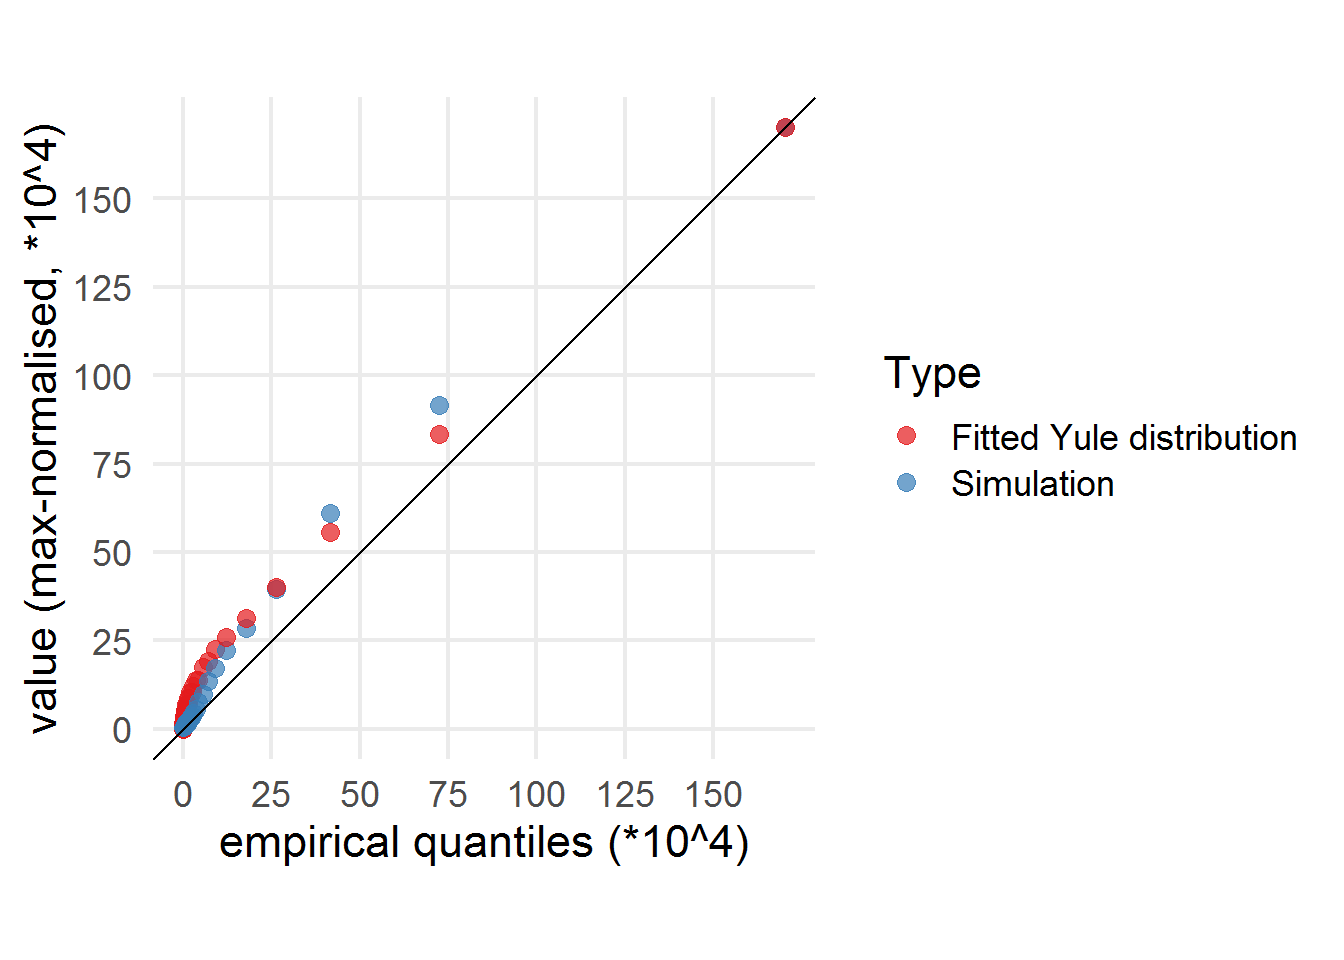 value (max-normalised, *10^4)
150
125
100
75
50
25
0
0 25 50 75 100 125 150
empirical quantiles (*10^4)
Type
Fitted Yule distribution
Simulation